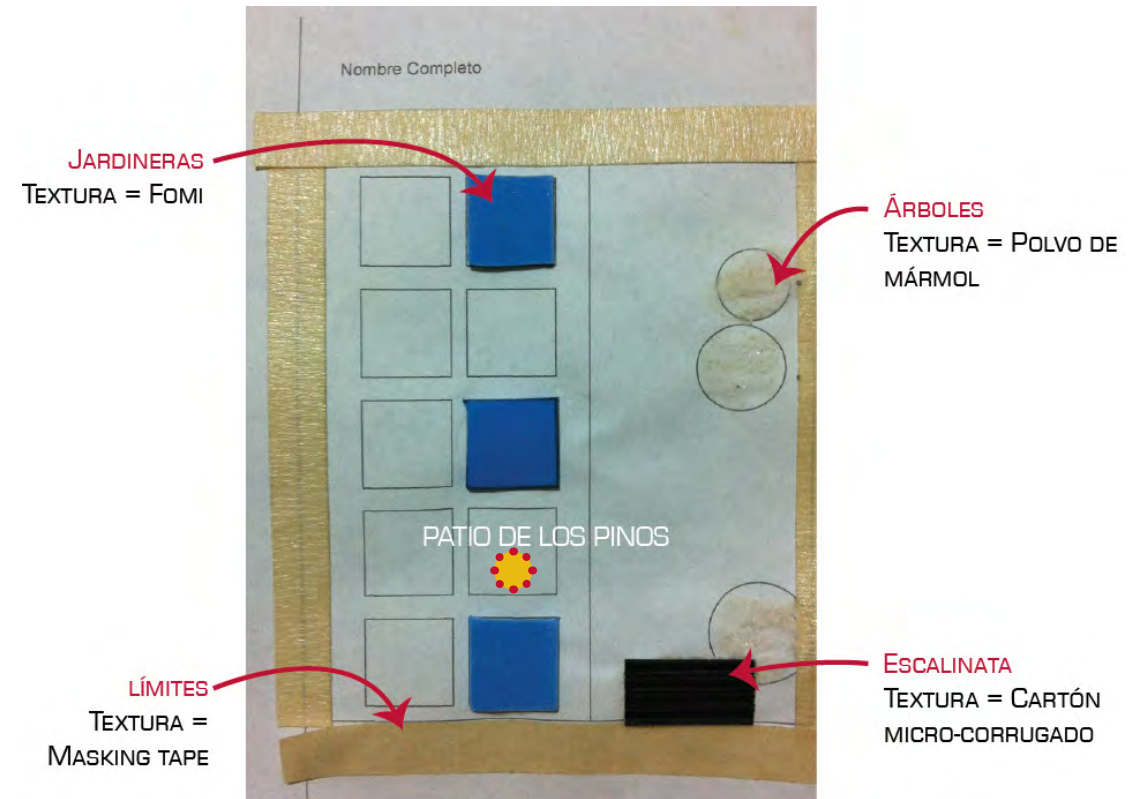 Nombre Completo
JARDINERAS
TEXTURA = FOMI
ÁRBOLES
TEXTURA = POLVO DE
MÁRMOL
PATIO DE LOS PINOS
LÍMITES
TEXTURA =
MASKING TAPE
ESCALINATA
TEXTURA = CARTÓN
MICRO-CORRUGADO